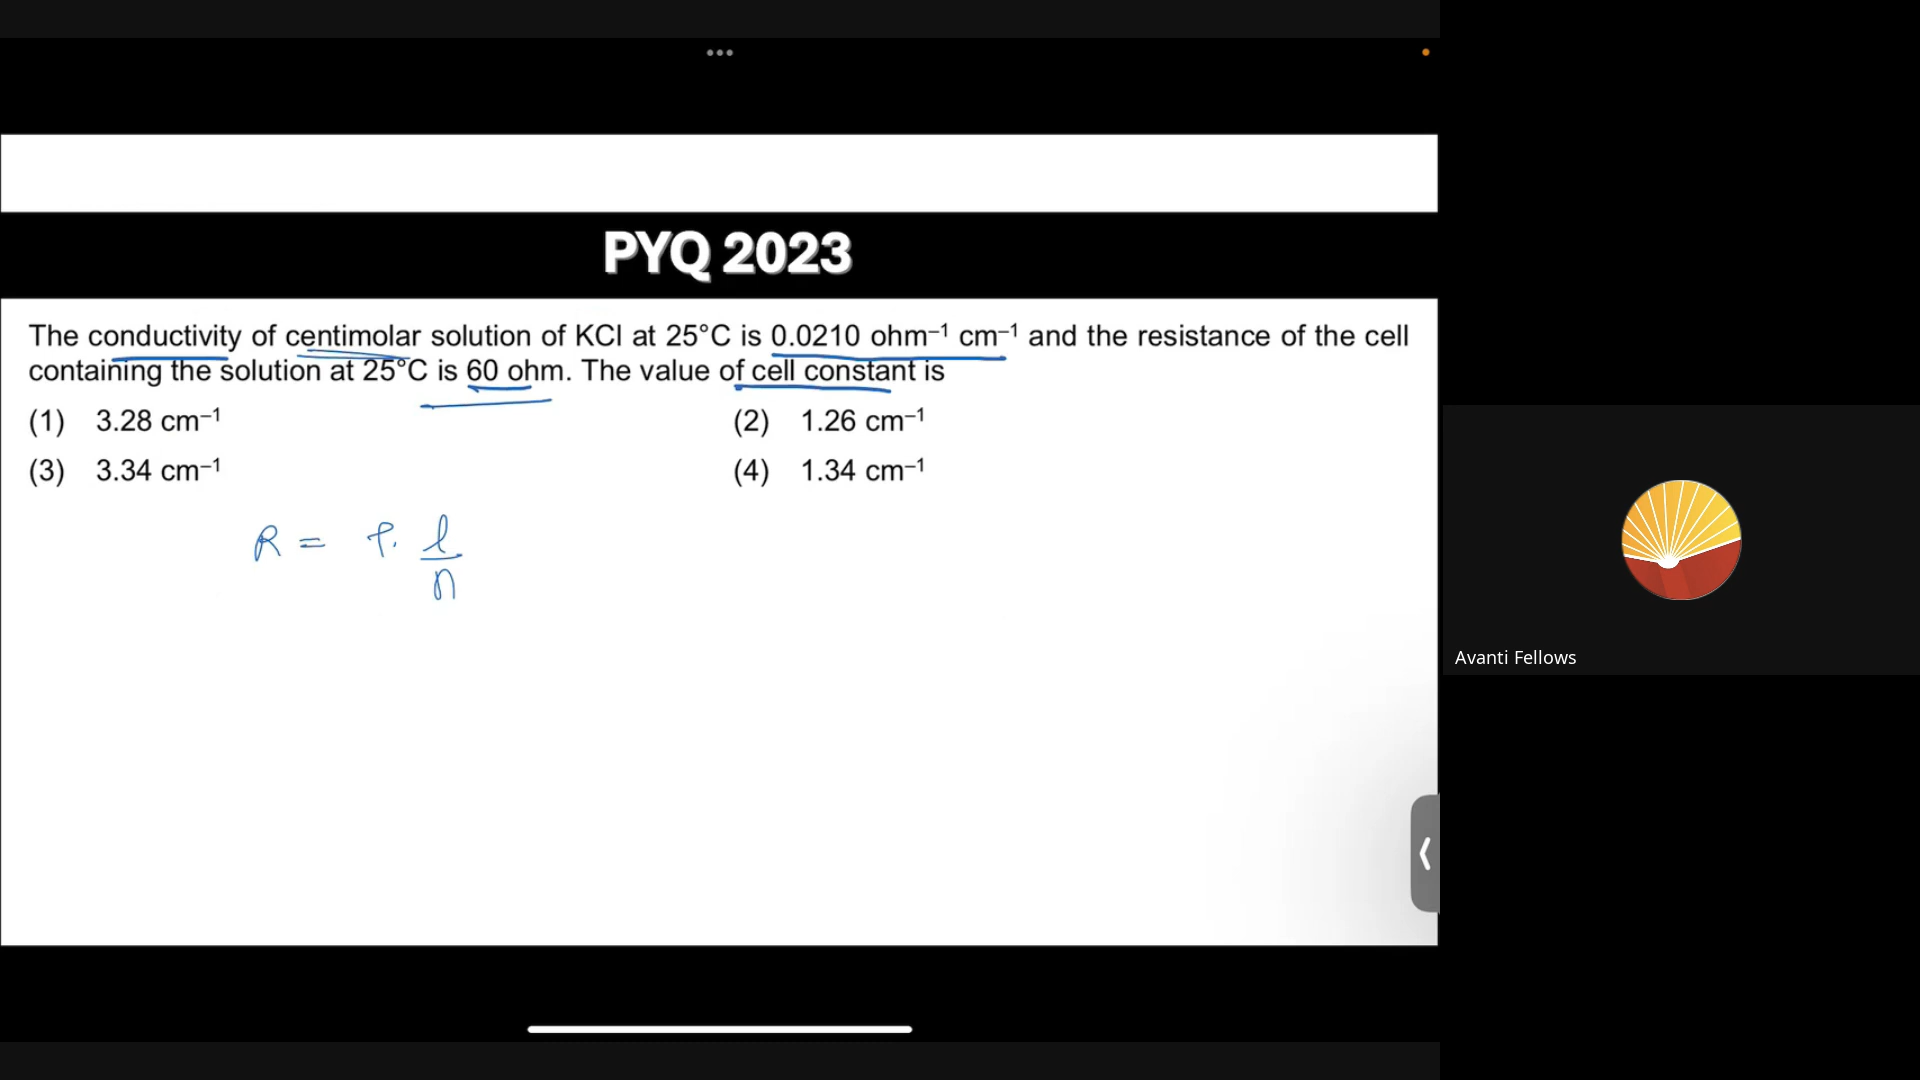 PYQ 2023
The conductivity of centimolar solution of KCl at 25°C is 0.0210 ohm⁻¹ cm⁻¹ and the resistance of the cell
containing the solution at 25°C is 60 ohm. The value of cell constant is
(1) 3.28 cm⁻¹ (2) 1.26 cm⁻¹
(3) 3.34 cm⁻¹ (4) 1.34 cm⁻¹
R = ρ. l/A
Avanti Fellows